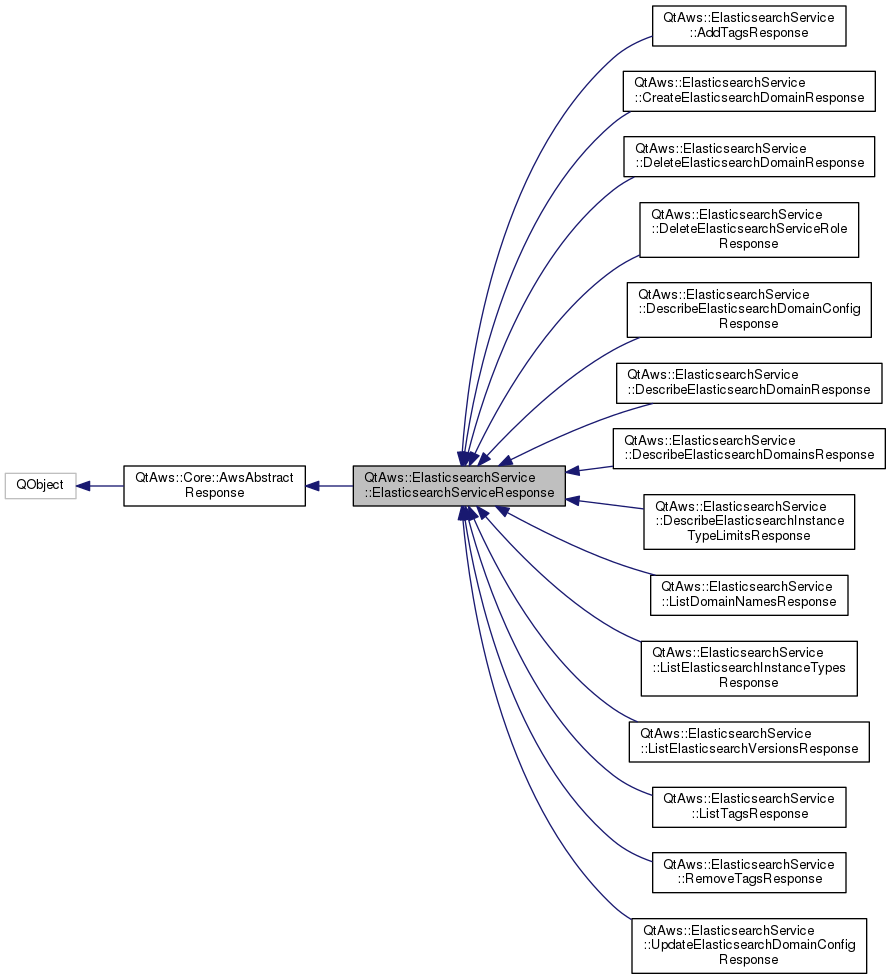 QtAws::ElasticsearchService
::AddTagsResponse
QtAws::ElasticsearchService
::CreateElasticsearchDomainResponse
QtAws::ElasticsearchService
::DeleteElasticsearchDomainResponse
QtAws::ElasticsearchService
::DeleteElasticsearchServiceRole
Response
QtAws::ElasticsearchService
::DescribeElasticsearchDomainConfig
Response
QtAws::ElasticsearchService
::DescribeElasticsearchDomainResponse
QtAws::ElasticsearchService
::DescribeElasticsearchDomainsResponse
QObject
QtAws::Core::AwsAbstract
Response
QtAws::ElasticsearchService
::ElasticsearchServiceResponse
QtAws::ElasticsearchService
::DescribeElasticsearchInstance
TypeLimitsResponse
QtAws::ElasticsearchService
::ListDomainNamesResponse
QtAws::ElasticsearchService
::ListElasticsearchInstanceTypes
Response
QtAws::ElasticsearchService
::ListElasticsearchVersionsResponse
QtAws::ElasticsearchService
::ListTagsResponse
QtAws::ElasticsearchService
::RemoveTagsResponse
QtAws::ElasticsearchService
::UpdateElasticsearchDomainConfig
Response